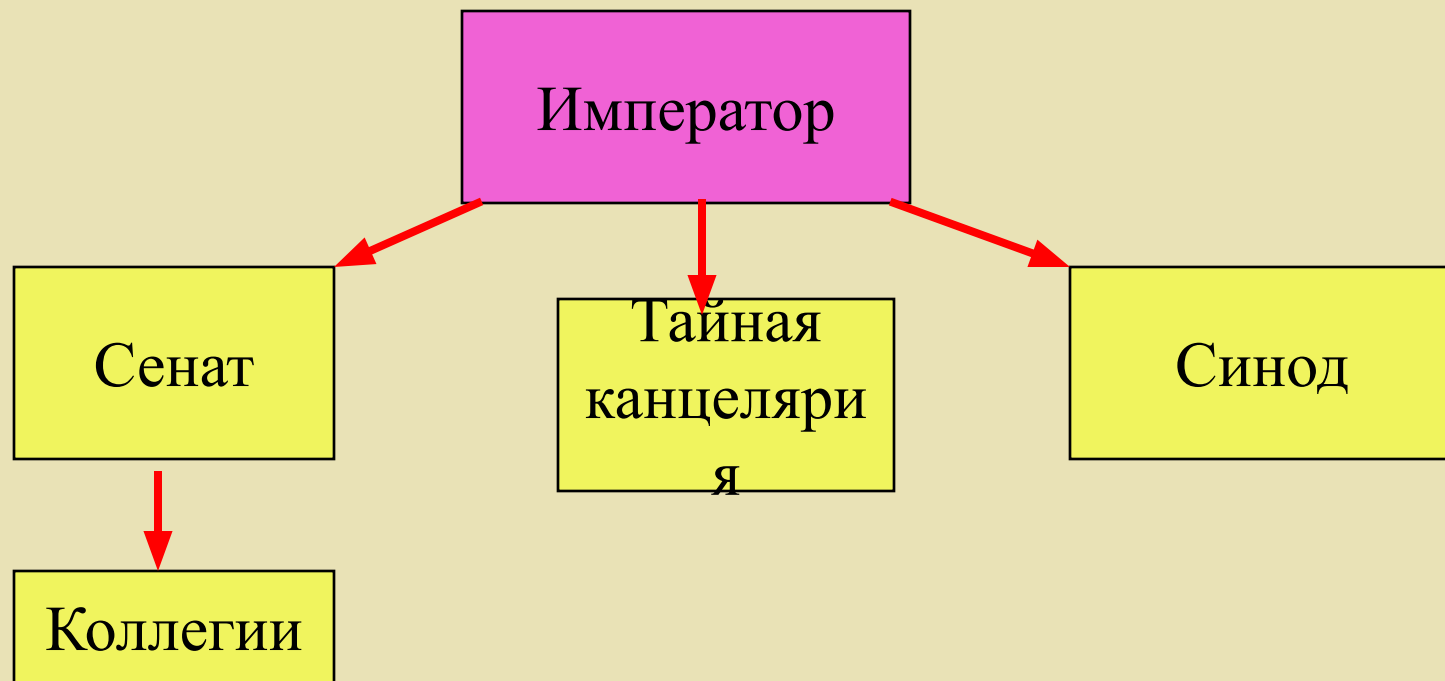 Император
Сенат
Тайная
канцеляри
я
Синод
Коллегии